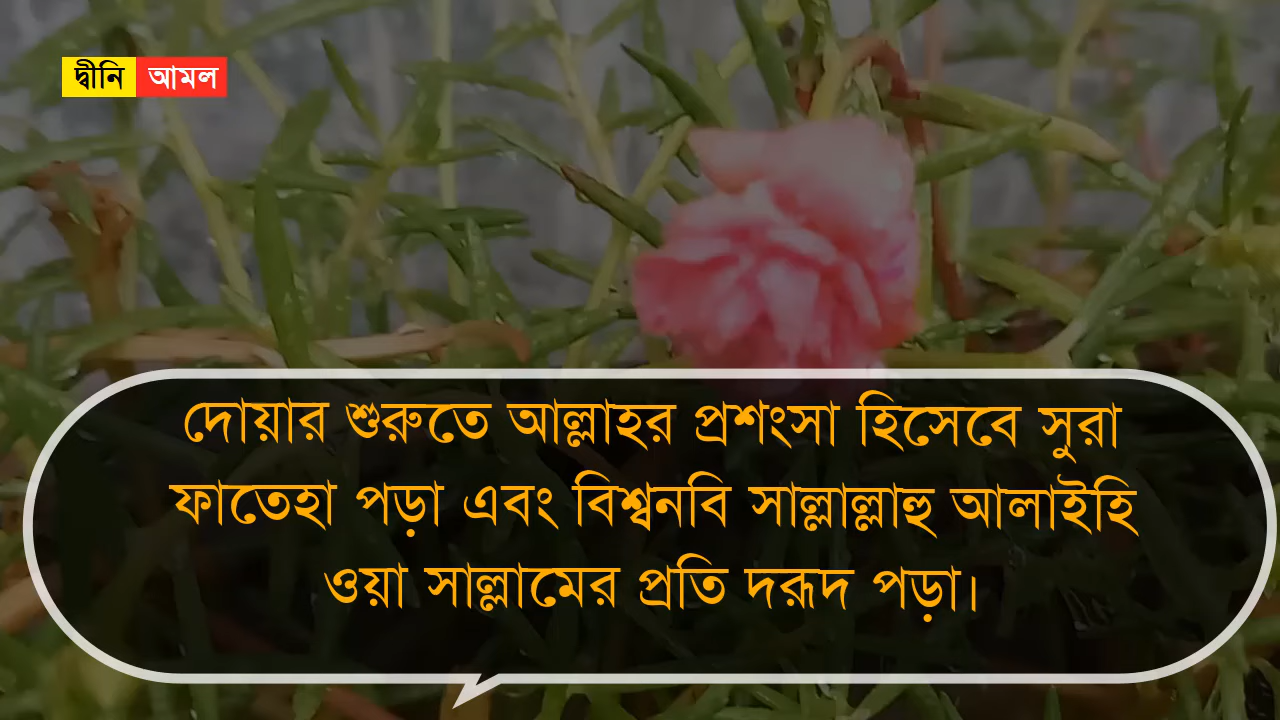 দ্বীনি আমল
দোয়ার শুরুতে আল্লাহর প্রশংসা হিসেবে সুরা
ফাতেহা পড়া এবং বিশ্বনবি সাল্লাল্লাহু আলাইহি
ওয়া সাল্লামের প্রতি দরূদ পড়া।